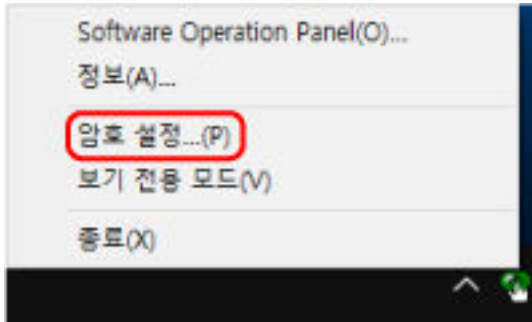 Software Operation Panel(O)...
정보(A)...
암호 설정...(P)
보기 전용 모드(V)
종료(X)